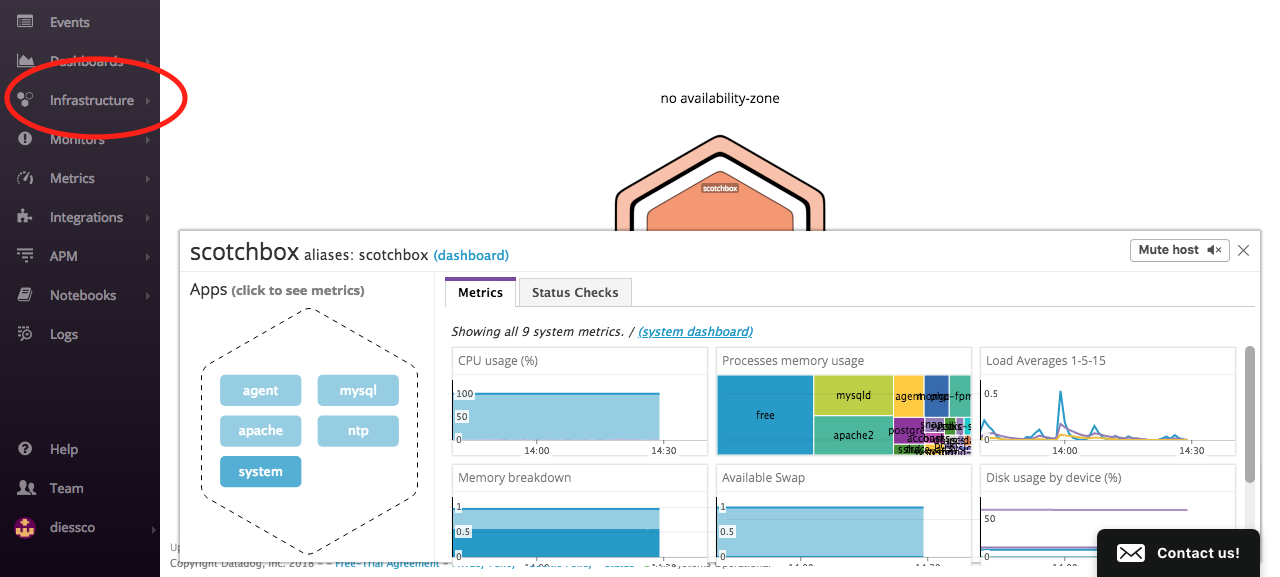 Events
Dashboards
Infrastructure
Monitors
Metrics
Integrations
APM
Notebooks
Logs
Help
Team
diessco
no availability-zone
scotchbox
scotchbox aliases: scotchbox (dashboard)
Mute host
Apps (click to see metrics)
agent mysql
apache ntp
system
Metrics Status Checks
Showing all 9 system metrics. / (system dashboard)
CPU usage (%)
100
50
0
14:00 14:30
Processes memory usage
free
mysqld
apache2
Load Averages 1-5-15
0.5
0
14:00 14:30
Memory breakdown
1
0.5
0
Available Swap
1
0.5
0
Disk usage by device (%)
50
0
Copyright Datadog, Inc. 2018 - Free-Trial Agreement -
Contact us!